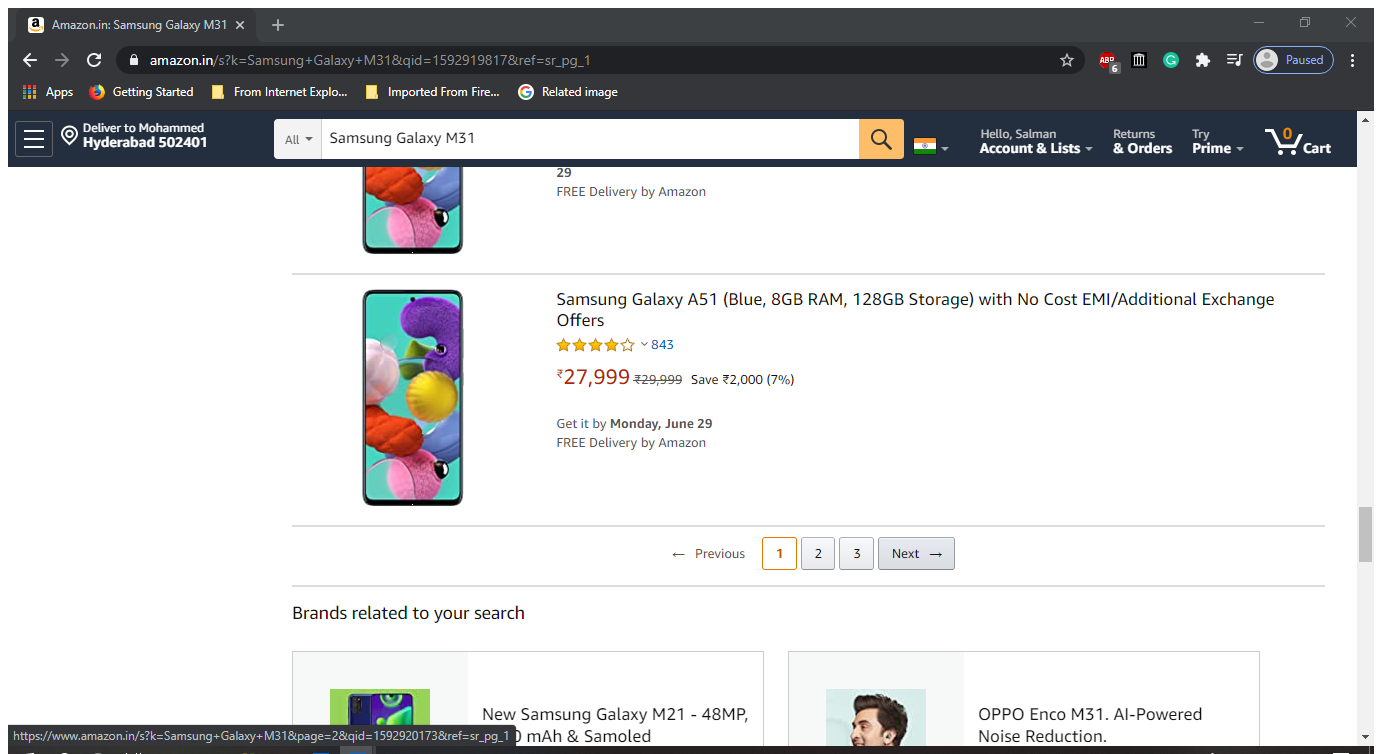 Amazon.in: Samsung Galaxy M31
amazon.in/s?k=Samsung+Galaxy+M31&qid=1592919817&ref=sr_pg_1
ABP
6
Paused
Apps
Getting Started
From Internet Explo...
Imported From Fire...
Related image
Deliver to Mohammed
Hyderabad 502401
All
Samsung Galaxy M31
Hello, Salman
Account & Lists
Returns
& Orders
Try
Prime
0
Cart
29
FREE Delivery by Amazon
Samsung Galaxy A51 (Blue, 8GB RAM, 128GB Storage) with No Cost EMI/Additional Exchange
Offers
843
₹27,999 ₹29,999 Save ₹2,000 (7%)
Get it by Monday, June 29
FREE Delivery by Amazon
← Previous 1 2 3 Next →
Brands related to your search
New Samsung Galaxy M21 - 48MP,
0 mAh & Samoled
OPPO Enco M31. AI-Powered
Noise Reduction.
https://www.amazon.in/s?k=Samsung+Galaxy+M31&page=2&qid=1592920173&ref=sr_pg_1